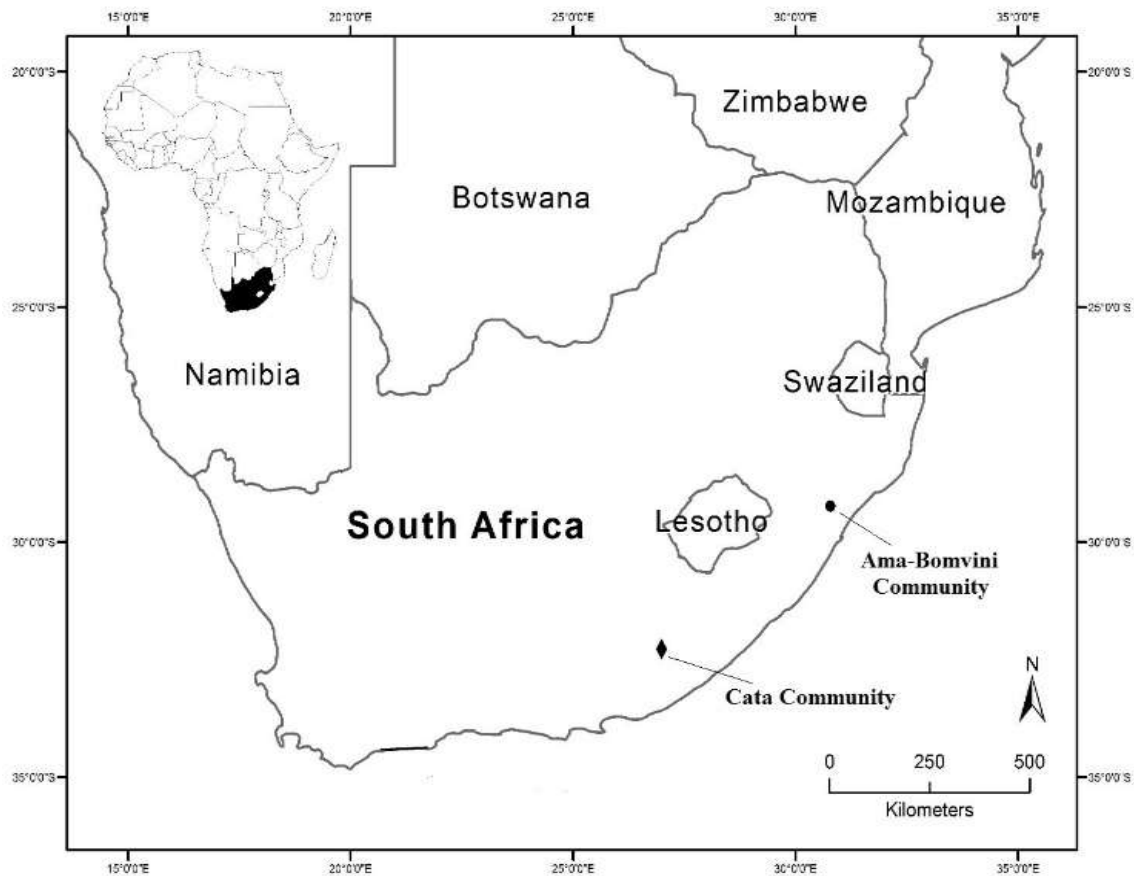 15°0'0"E 20°0'0"E 25°0'0"E 30°0'0"E 35°0'0"E
20°0'0"S 20°0'0"S
Zimbabwe
Botswana
Mozambique
25°0'0"S 25°0'0"S
Namibia
Swaziland
South Africa
Lesotho
30°0'0"S 30°0'0"S
Ama-Bomvini
Community
Cata Community
N
0 250 500
Kilometers
35°0'0"S 35°0'0"S
15°0'0"E 20°0'0"E 25°0'0"E 30°0'0"E 35°0'0"E